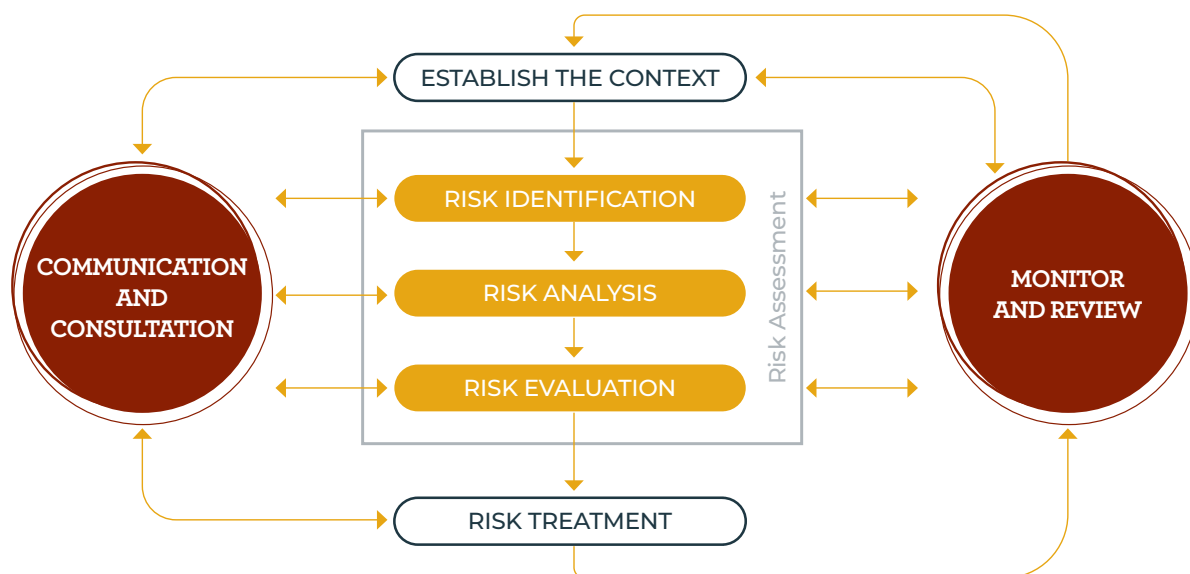 ESTABLISH THE CONTEXT
RISK IDENTIFICATION
RISK ANALYSIS
RISK EVALUATION
Risk Assessment
RISK TREATMENT
COMMUNICATION
AND
CONSULTATION
MONITOR
AND REVIEW